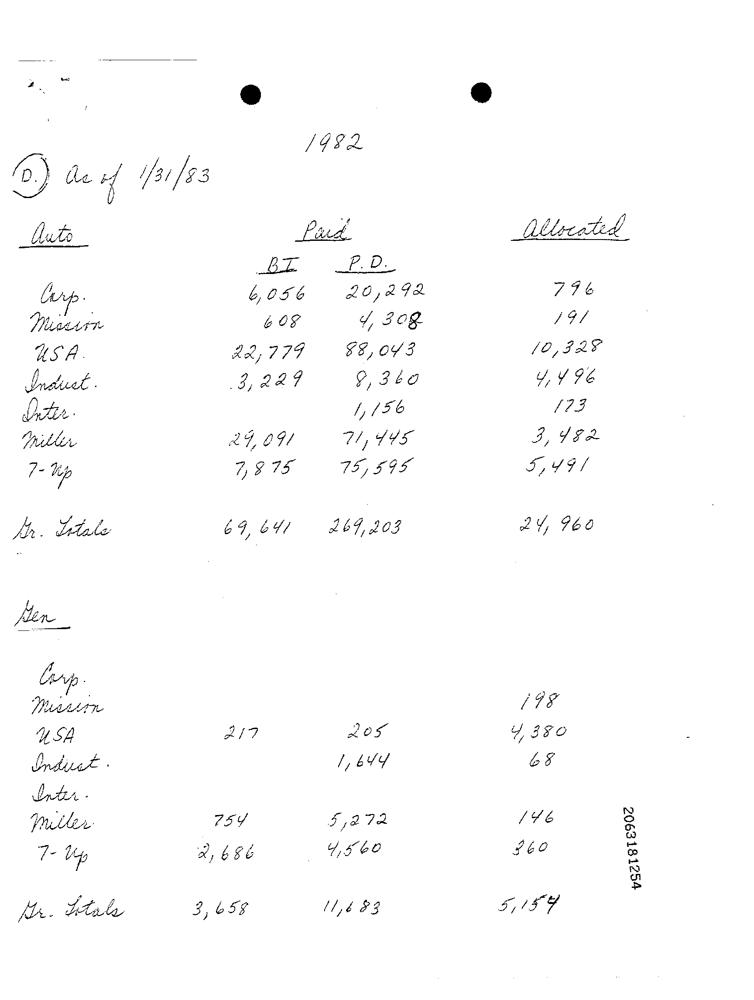 1982
D.) As of 1/31/83
Auto Paid Allocated
BI P.D.
Corp. 6,056 20,292 796
Mission 608 4,308 191
USA. 22,779 88,043 10,328
Indust. 3,229 8,360 4,496
Inter. 1,156 173
Miller 29,091 71,445 3,482
7-Up 7,875 75,595 5,491
Gr. Totals 69,641 269,203 24,960
Gen
Corp.
Mission 198
USA 217 205 4,380
Indust. 1,644 68
Inter.
Miller 754 5,272 146
7-Up 2,686 4,560 360
Gr. Totals 3,658 11,683 5,154
2063181254